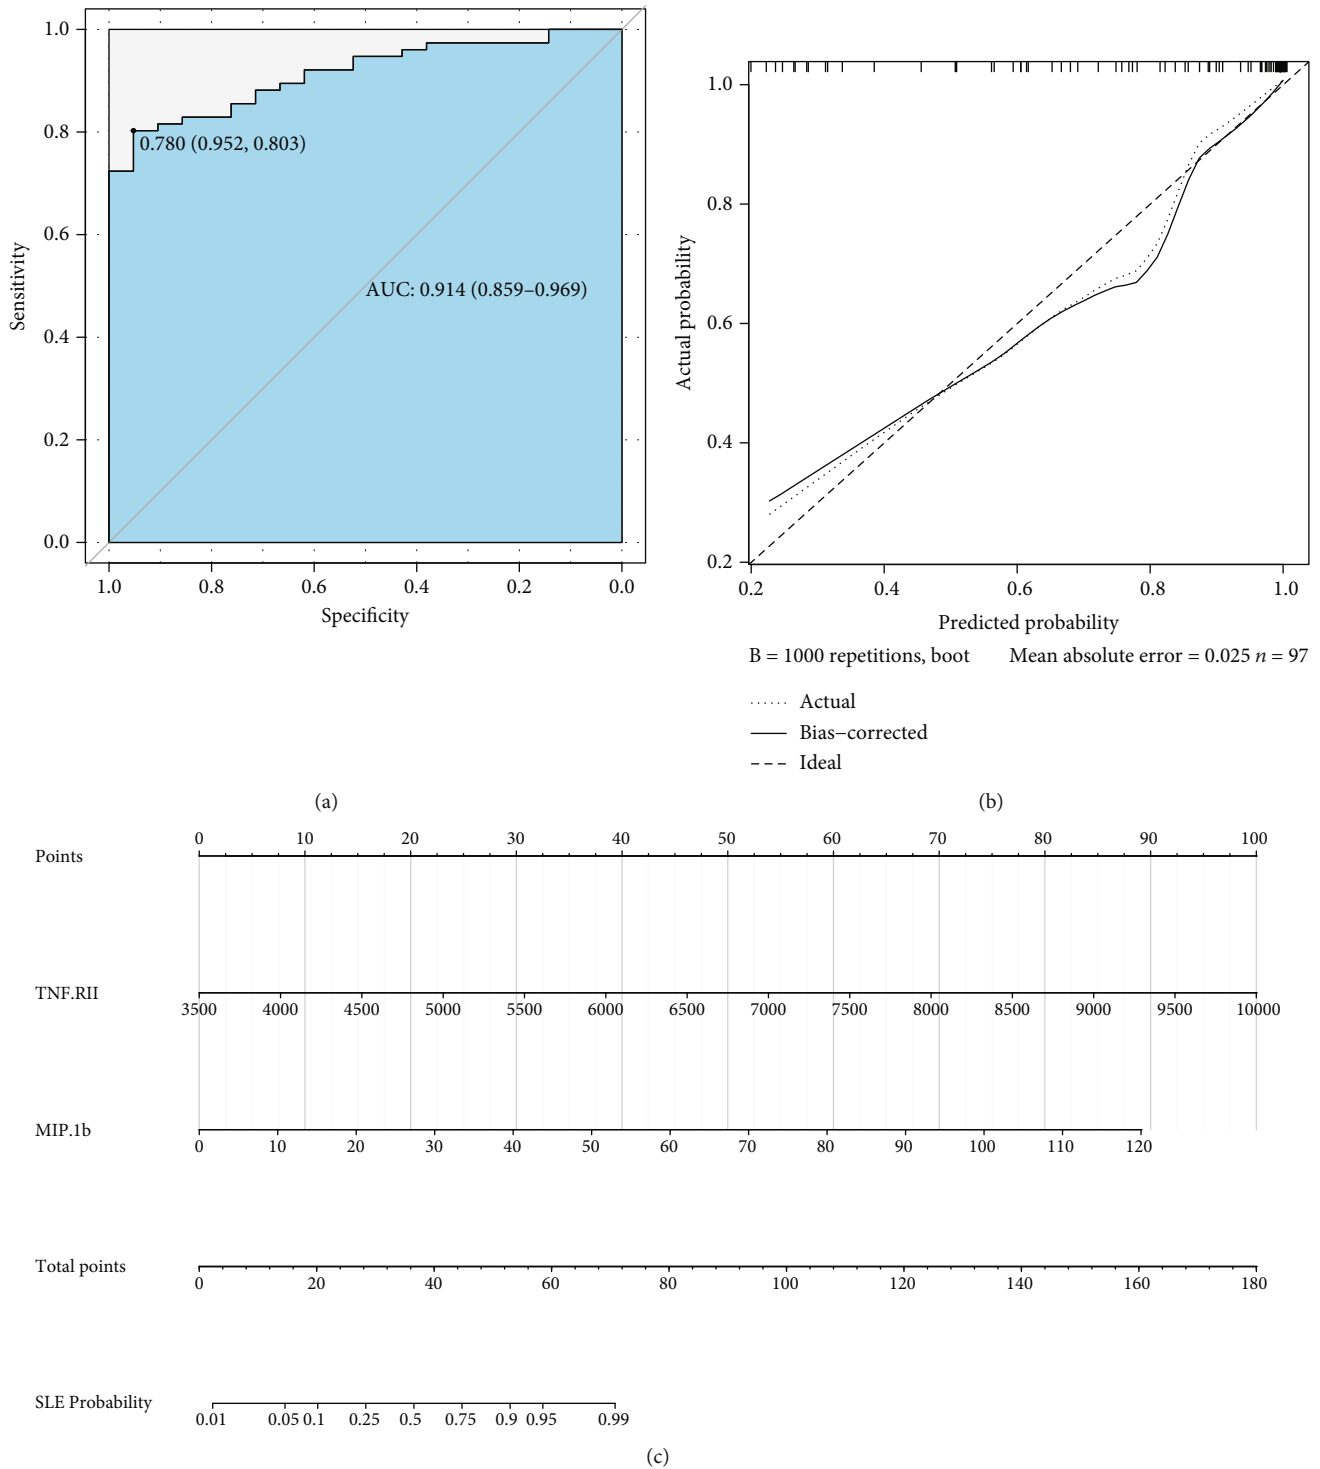 1.0
0.8
0.6
0.4
0.2
0.0
Sensitivity
0.780 (0.952, 0.803)
AUC: 0.914 (0.859–0.969)
1.0 0.8 0.6 0.4 0.2 0.0
Specificity
(a)
1.0
0.8
0.6
0.4
0.2
Actual probability
0.2 0.4 0.6 0.8 1.0
Predicted probability
B = 1000 repetitions, boot Mean absolute error = 0.025 n = 97
Actual
Bias−corrected
Ideal
(b)
0 10 20 30 40 50 60 70 80 90 100
Points
TNF.RII
3500 4000 4500 5000 5500 6000 6500 7000 7500 8000 8500 9000 9500 10000
MIP.1b
0 10 20 30 40 50 60 70 80 90 100 110 120
Total points
0 20 40 60 80 100 120 140 160 180
SLE Probability
0.01 0.05 0.1 0.25 0.5 0.75 0.9 0.95 0.99
(c)